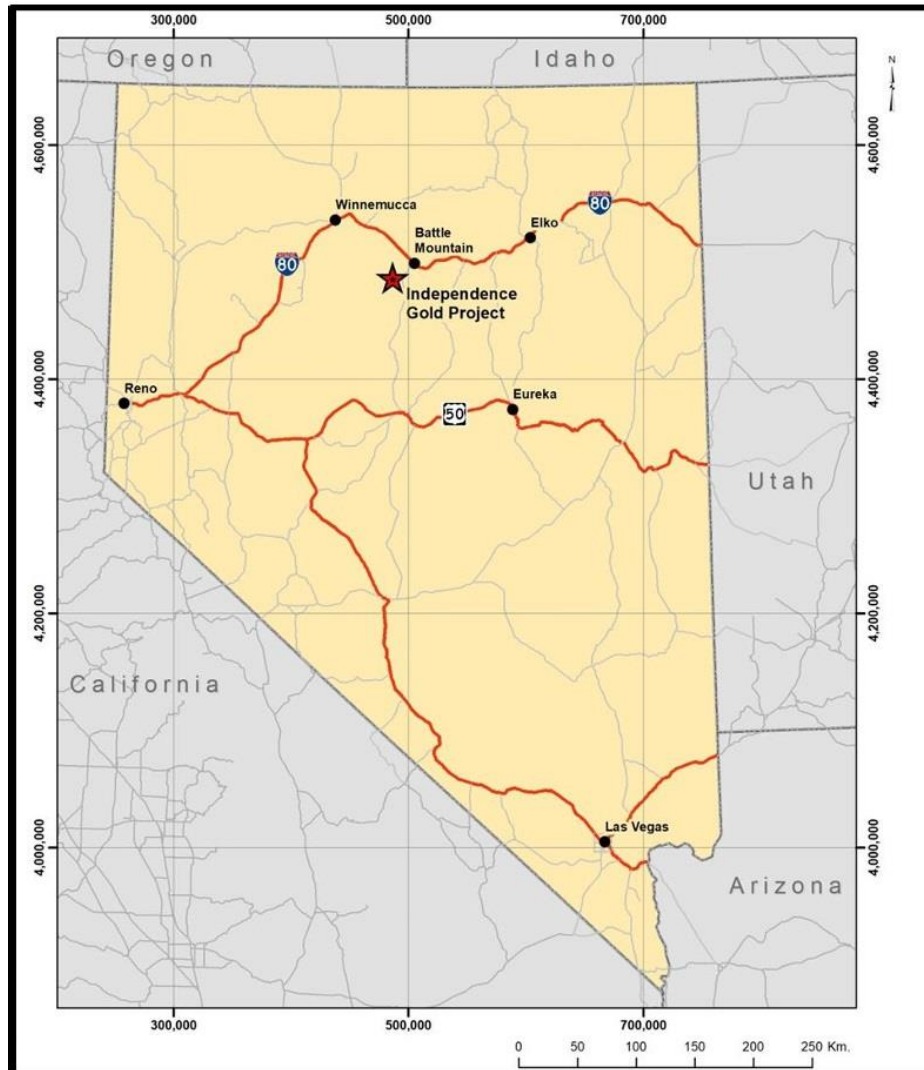 300,000 500,000 700,000
Oregon Idaho
N
4,600,000 4,600,000
80
Winnemucca
Battle
Mountain
Elko
80
Independence
Gold Project
4,400,000 4,400,000
Reno
Eureka
50
Utah
4,200,000 4,200,000
California
Las Vegas
4,000,000 4,000,000
Arizona
300,000 500,000 700,000
0 50 100 150 200 250 Km.